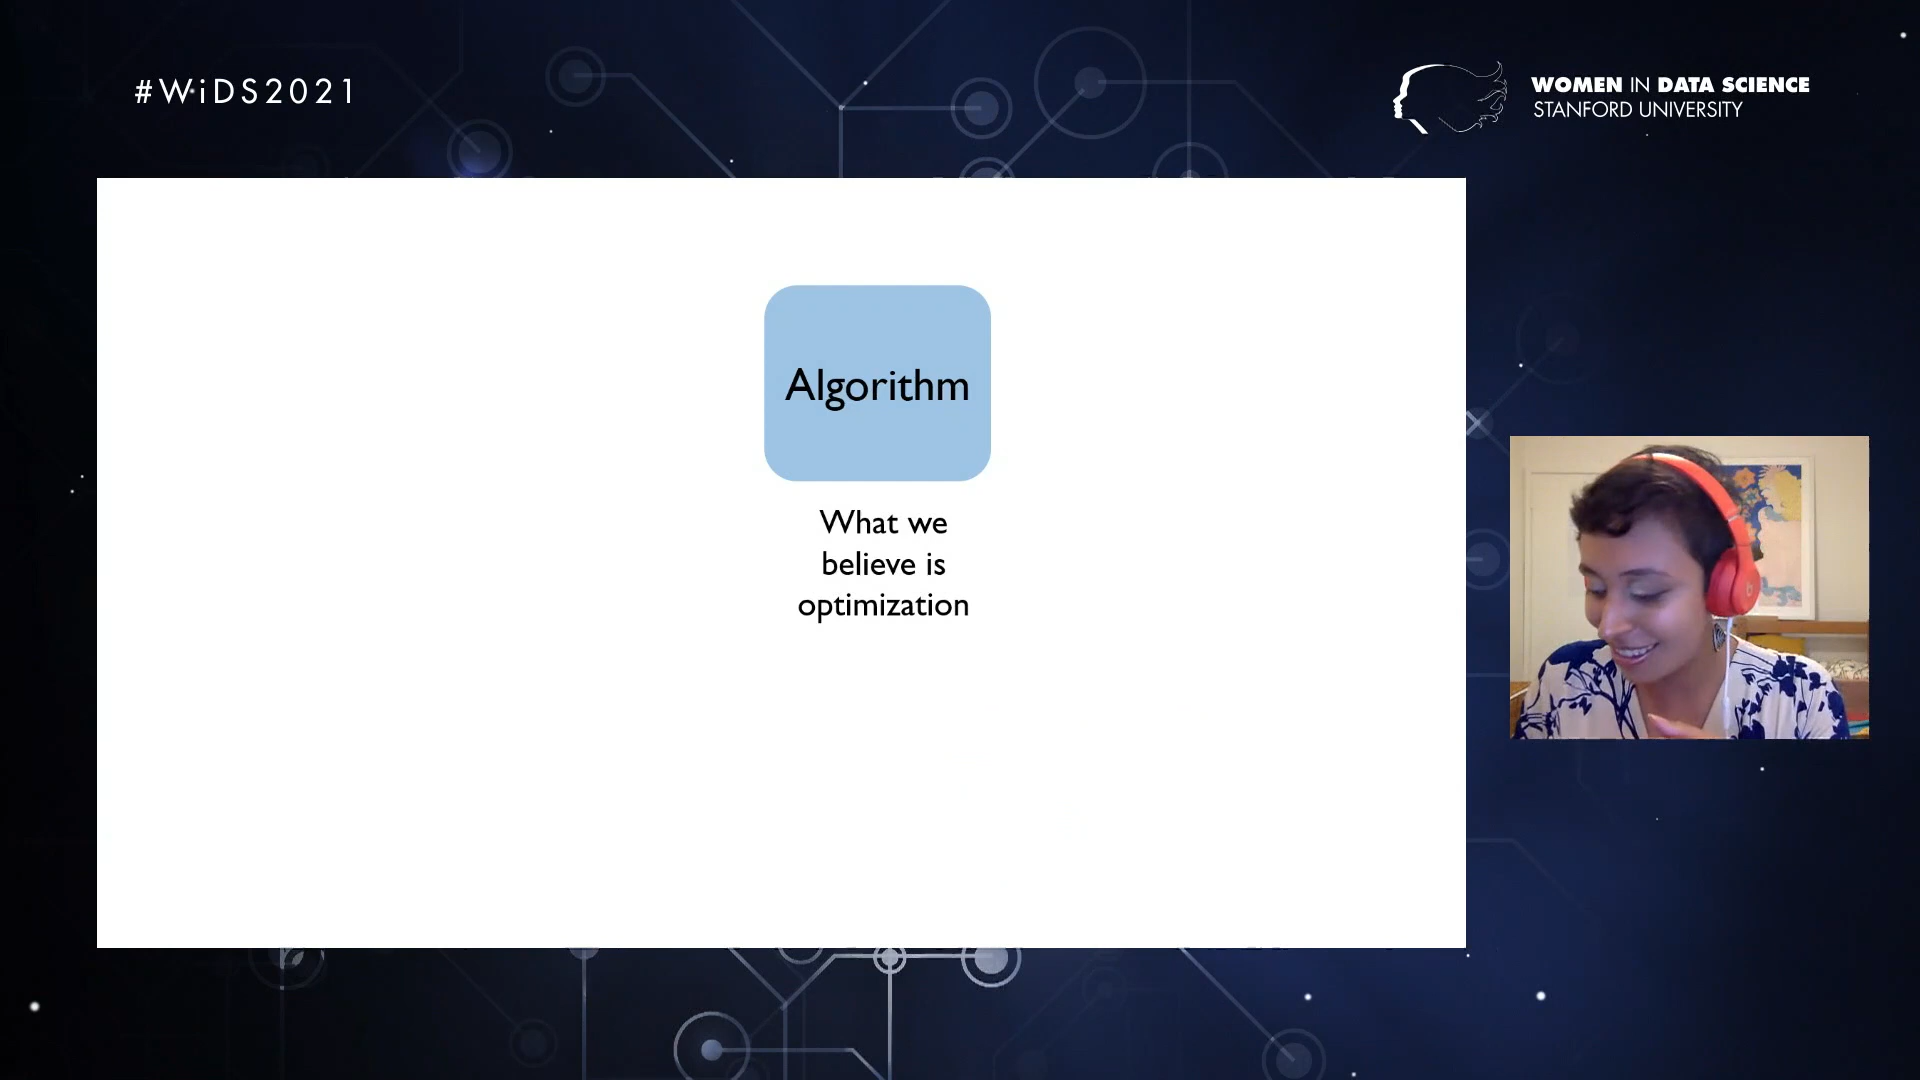 #WiDS2021
WOMEN IN DATA SCIENCE
STANFORD UNIVERSITY
Algorithm
What we
believe is
optimization